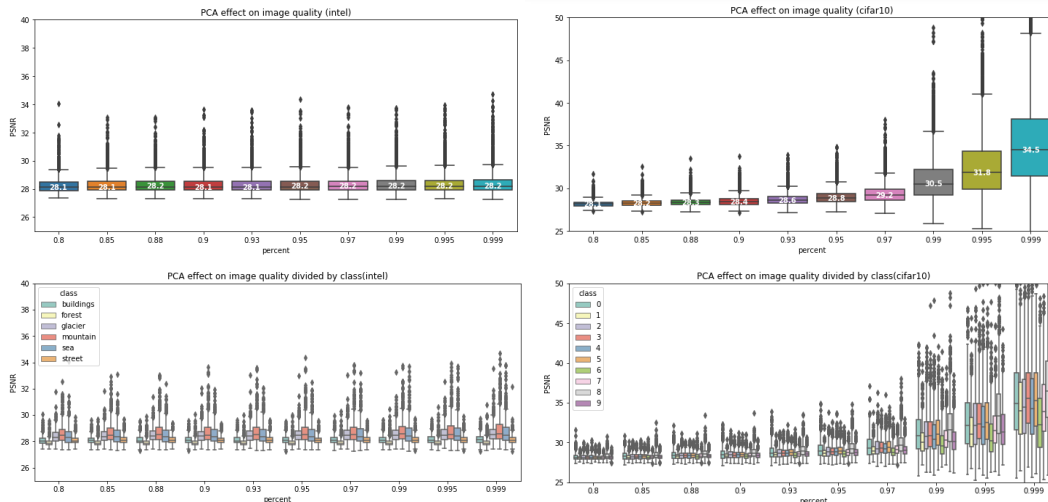 PCA effect on image quality (intel)
40
38
36
34
32
30
28
26
PSNR
28.1 28.1 28.2 28.1 28.1 28.2 28.2 28.2 28.2 28.2
0.8 0.85 0.88 0.9 0.93 0.95 0.97 0.99 0.995 0.999
percent
PCA effect on image quality (cifar10)
50
45
40
35
30
25
PSNR
28.1 28.2 28.3 28.4 28.6 28.8 29.2 30.5 31.8 34.5
0.8 0.85 0.88 0.9 0.93 0.95 0.97 0.99 0.995 0.999
percent
PCA effect on image quality divided by class(intel)
40
38
36
34
32
30
28
26
PSNR
class
buildings
forest
glacier
mountain
sea
street
0.8 0.85 0.88 0.9 0.93 0.95 0.97 0.99 0.995 0.999
percent
PCA effect on image quality divided by class(cifar10)
50
45
40
35
30
25
PSNR
class
0
1
2
3
4
5
6
7
8
9
0.8 0.85 0.88 0.9 0.93 0.95 0.97 0.99 0.995 0.999
percent